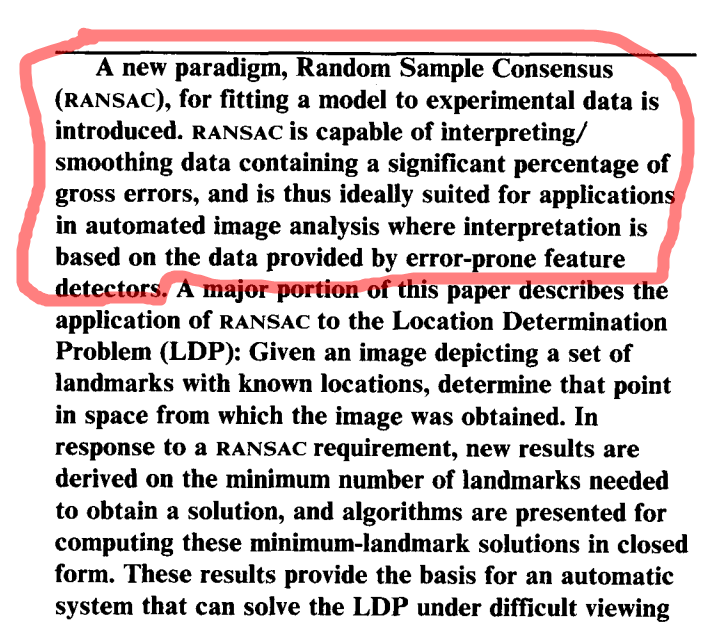 A new paradigm, Random Sample Consensus
(RANSAC), for fitting a model to experimental data is
introduced. RANSAC is capable of interpreting/
smoothing data containing a significant percentage of
gross errors, and is thus ideally suited for applications
in automated image analysis where interpretation is
based on the data provided by error-prone feature
detectors. A major portion of this paper describes the
application of RANSAC to the Location Determination
Problem (LDP): Given an image depicting a set of
landmarks with known locations, determine that point
in space from which the image was obtained. In
response to a RANSAC requirement, new results are
derived on the minimum number of landmarks needed
to obtain a solution, and algorithms are presented for
computing these minimum-landmark solutions in closed
form. These results provide the basis for an automatic
system that can solve the LDP under difficult viewing